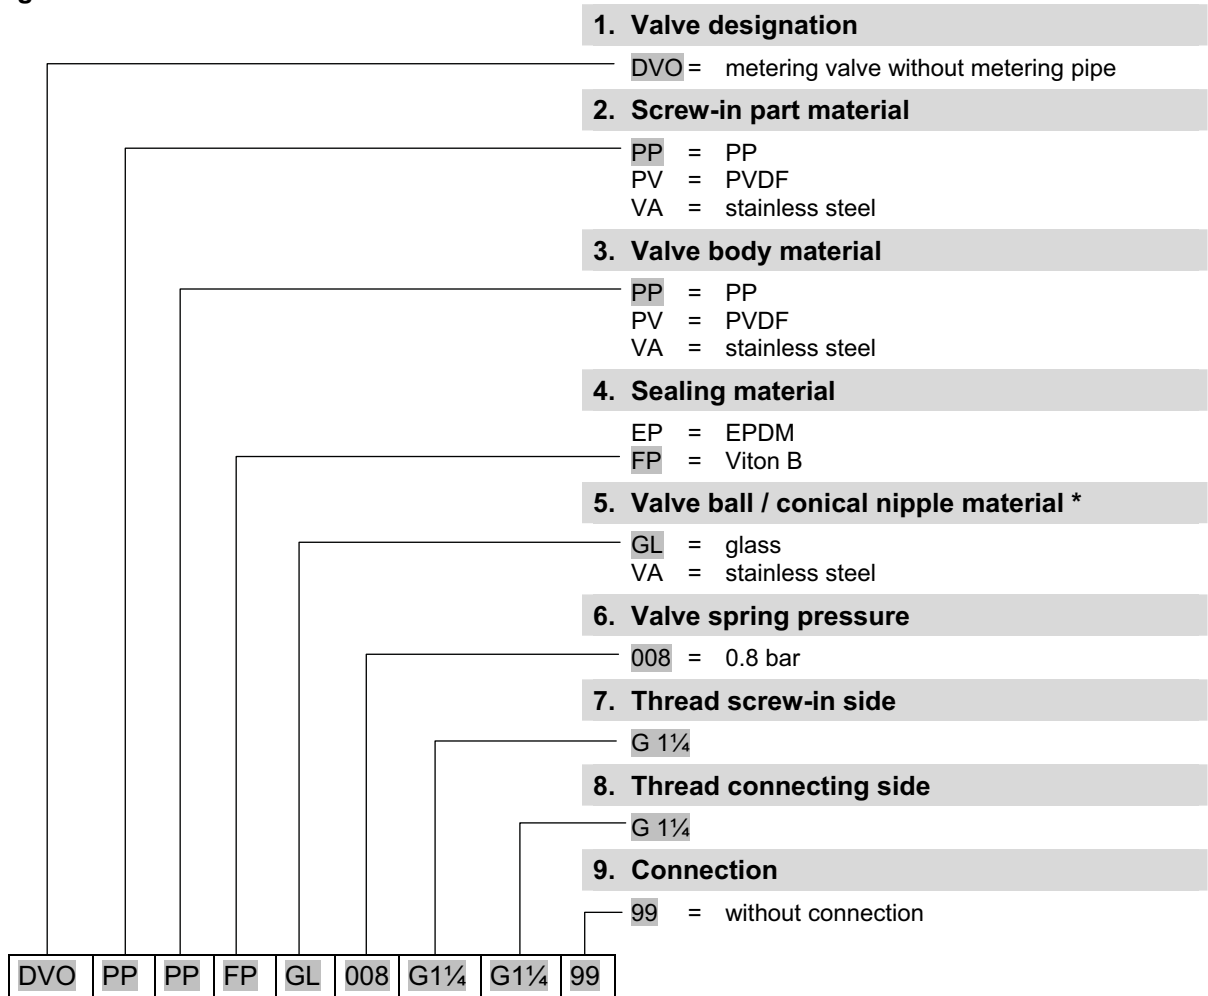 1. Valve designation
DVO = metering valve without metering pipe
2. Screw-in part material
PP = PP
PV = PVDF
VA = stainless steel
3. Valve body material
PP = PP
PV = PVDF
VA = stainless steel
4. Sealing material
EP = EPDM
FP = Viton B
5. Valve ball / conical nipple material *
GL = glass
VA = stainless steel
6. Valve spring pressure
008 = 0.8 bar
7. Thread screw-in side
G 1¼
8. Thread connecting side
G 1¼
9. Connection
99 = without connection
DVO PP PP FP GL 008 G1¼ G1¼ 99